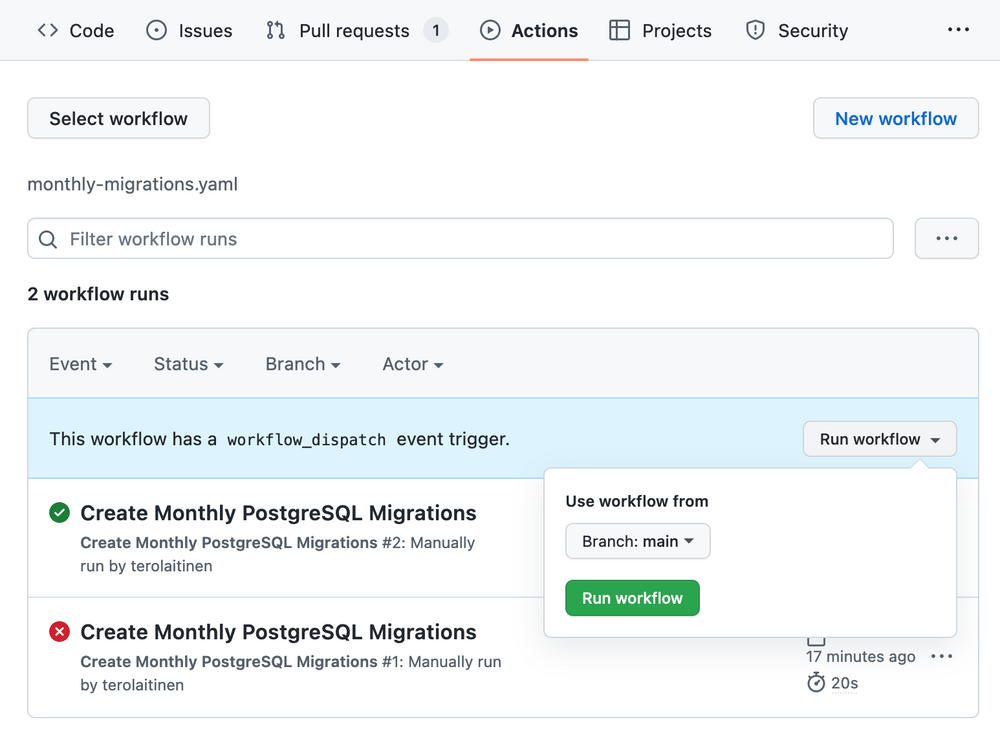 Code Issues Pull requests 1 Actions Projects Security ...
Select workflow New workflow
monthly-migrations.yaml
Filter workflow runs ...
2 workflow runs
Event Status Branch Actor
This workflow has a workflow_dispatch event trigger. Run workflow
Use workflow from
Branch: main
Run workflow
Create Monthly PostgreSQL Migrations
Create Monthly PostgreSQL Migrations #2: Manually
run by terolaitinen
Create Monthly PostgreSQL Migrations
Create Monthly PostgreSQL Migrations #1: Manually run
by terolaitinen
17 minutes ago ...
20s